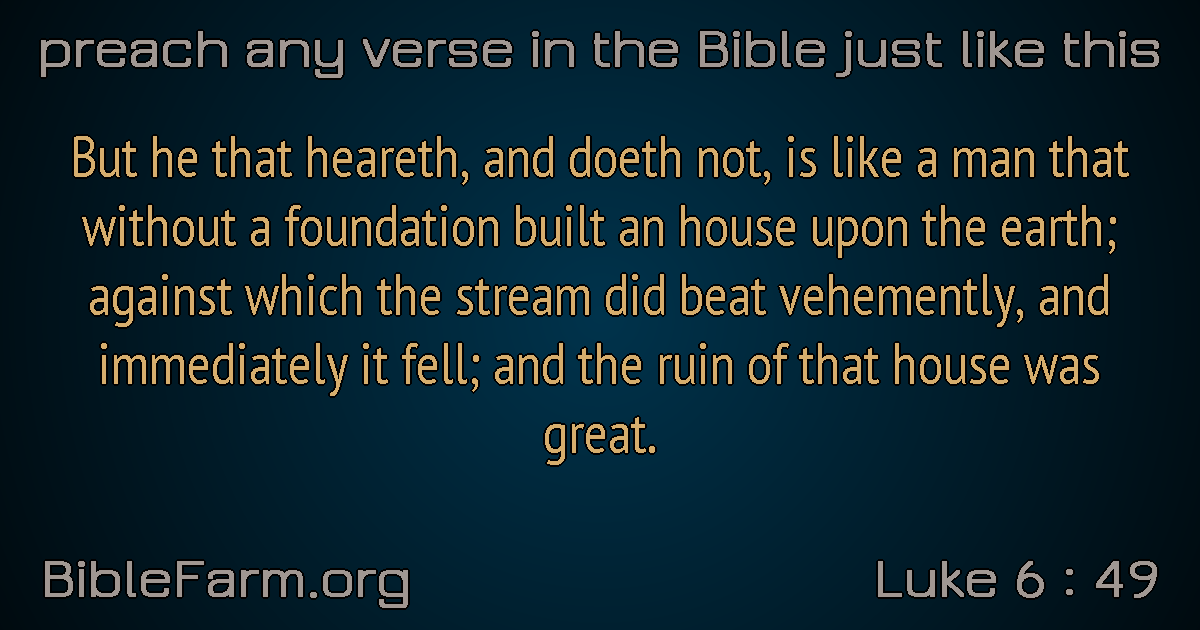 preach any verse in the Bible just like this
But he that heareth, and doeth not, is like a man that
without a foundation built an house upon the earth;
against which the stream did beat vehemently, and
immediately it fell; and the ruin of that house was
great.
BibleFarm.org
Luke 6 : 49